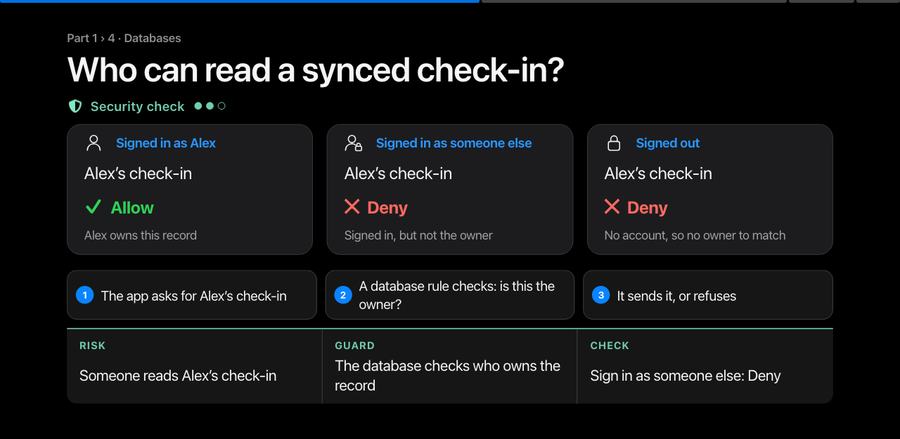 Part 1 › 4 · Databases
Who can read a synced check-in?
Security check
Signed in as Alex
Alex’s check-in
Allow
Alex owns this record
Signed in as someone else
Alex’s check-in
Deny
Signed in, but not the owner
Signed out
Alex’s check-in
Deny
No account, so no owner to match
1 The app asks for Alex’s check-in
2 A database rule checks: is this the
owner?
3 It sends it, or refuses
RISK
Someone reads Alex’s check-in
GUARD
The database checks who owns the
record
CHECK
Sign in as someone else: Deny